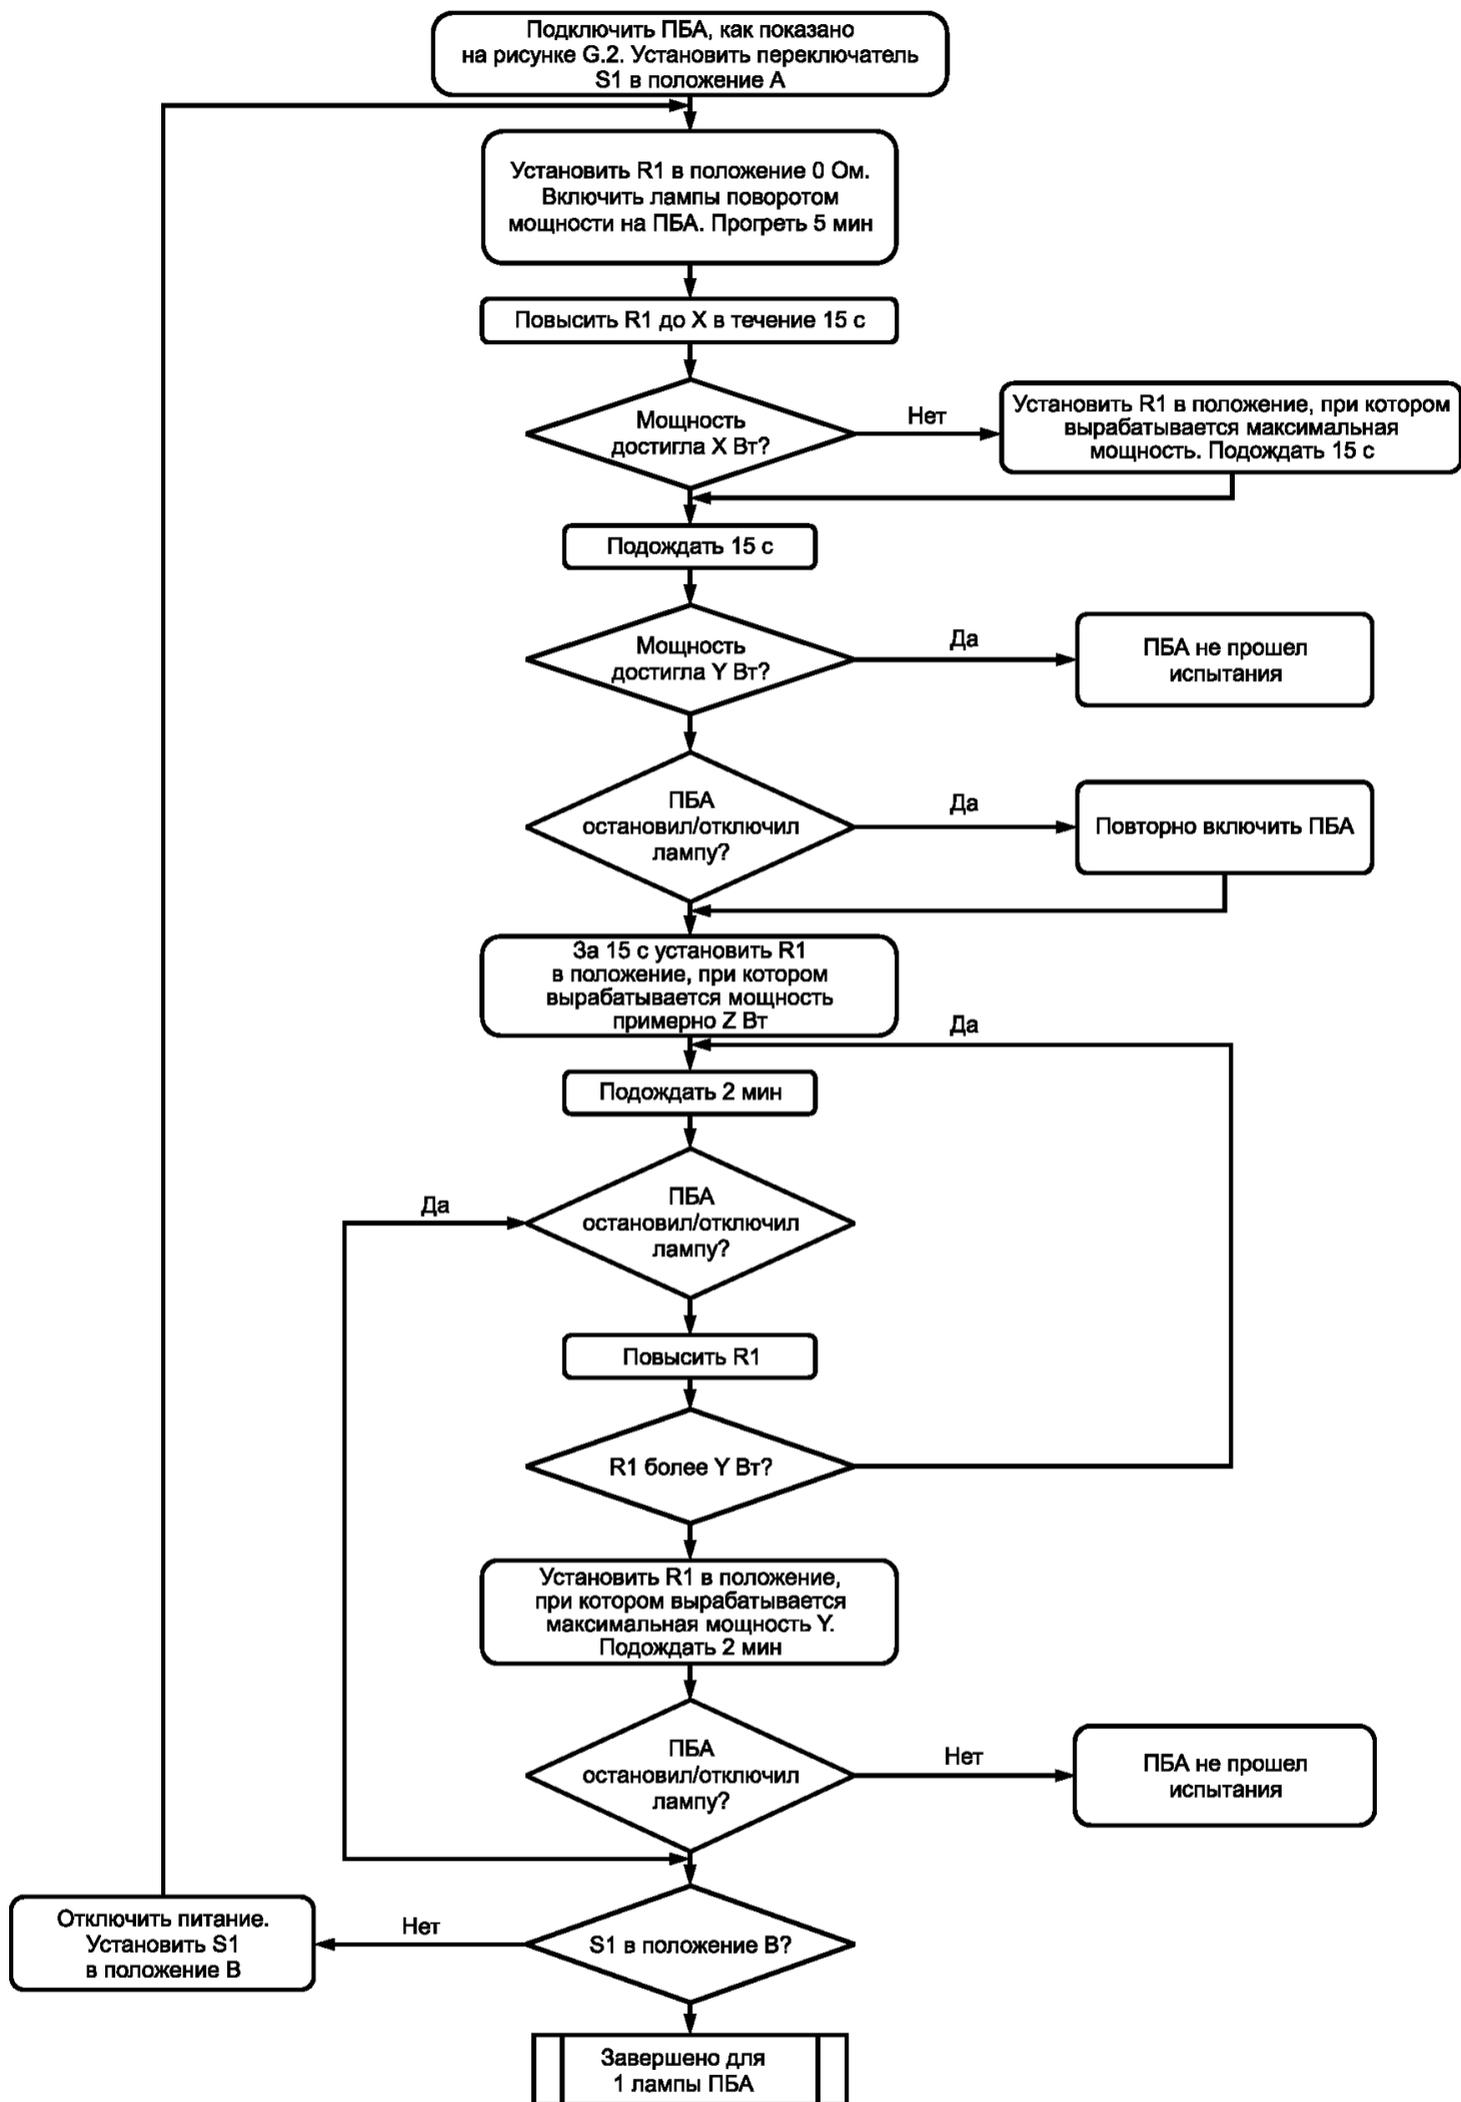 Подключить ПБА, как показано
на рисунке G.2. Установить переключатель
S1 в положение A
Установить R1 в положение 0 Ом.
Включить лампы поворотом
мощности на ПБА. Прогреть 5 мин
Повысить R1 до X в течение 15 с
Мощность
достигла X Вт?
Нет
Установить R1 в положение, при котором
вырабатывается максимальная
мощность. Подождать 15 с
Подождать 15 с
Мощность
достигла Y Вт?
Да
ПБА не прошел
испытания
ПБА
остановил/отключил
лампу?
Да
Повторно включить ПБА
За 15 с установить R1
в положение, при котором
вырабатывается мощность
примерно Z Вт
Да
Подождать 2 мин
Да
ПБА
остановил/отключил
лампу?
Повысить R1
R1 более Y Вт?
Установить R1 в положение,
при котором вырабатывается
максимальная мощность Y.
Подождать 2 мин
ПБА
остановил/отключил
лампу?
Нет
ПБА не прошел
испытания
Отключить питание.
Установить S1
в положение B
Нет
S1 в положение B?
Завершено для
1 лампы ПБА